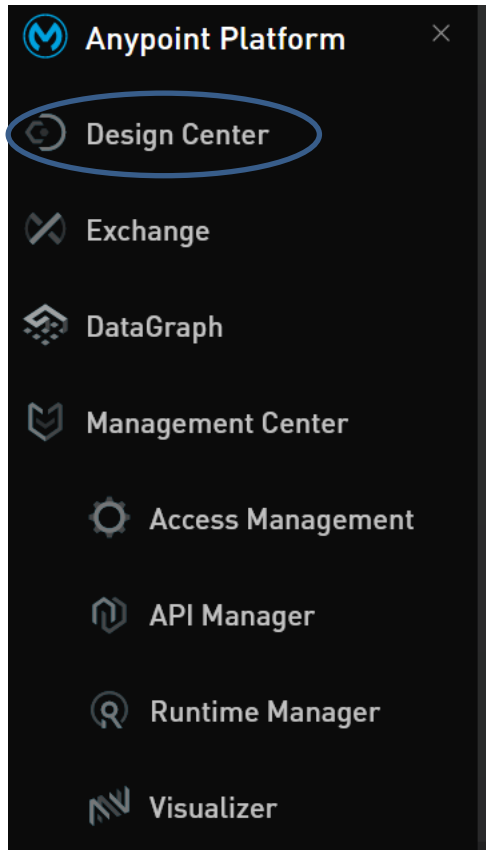 Anypoint Platform
Design Center
Exchange
DataGraph
Management Center
Access Management
API Manager
Runtime Manager
Visualizer